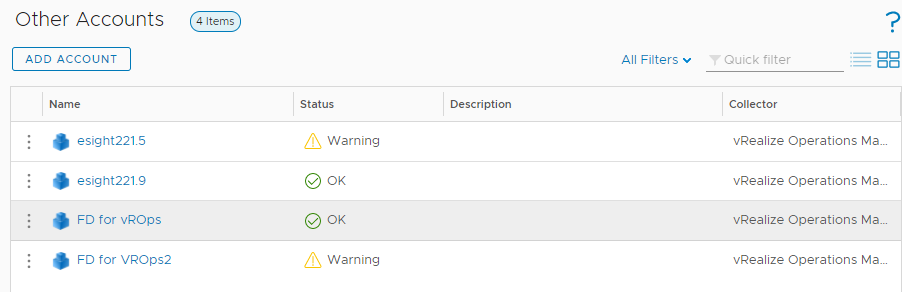 Other Accounts 4 Items ?
ADD ACCOUNT All Filters Quick filter
Name Status Description Collector
esight221.5 Warning vRealize Operations Ma...
esight221.9 OK vRealize Operations Ma...
FD for vROps OK vRealize Operations Ma...
FD for VROps2 Warning vRealize Operations Ma...